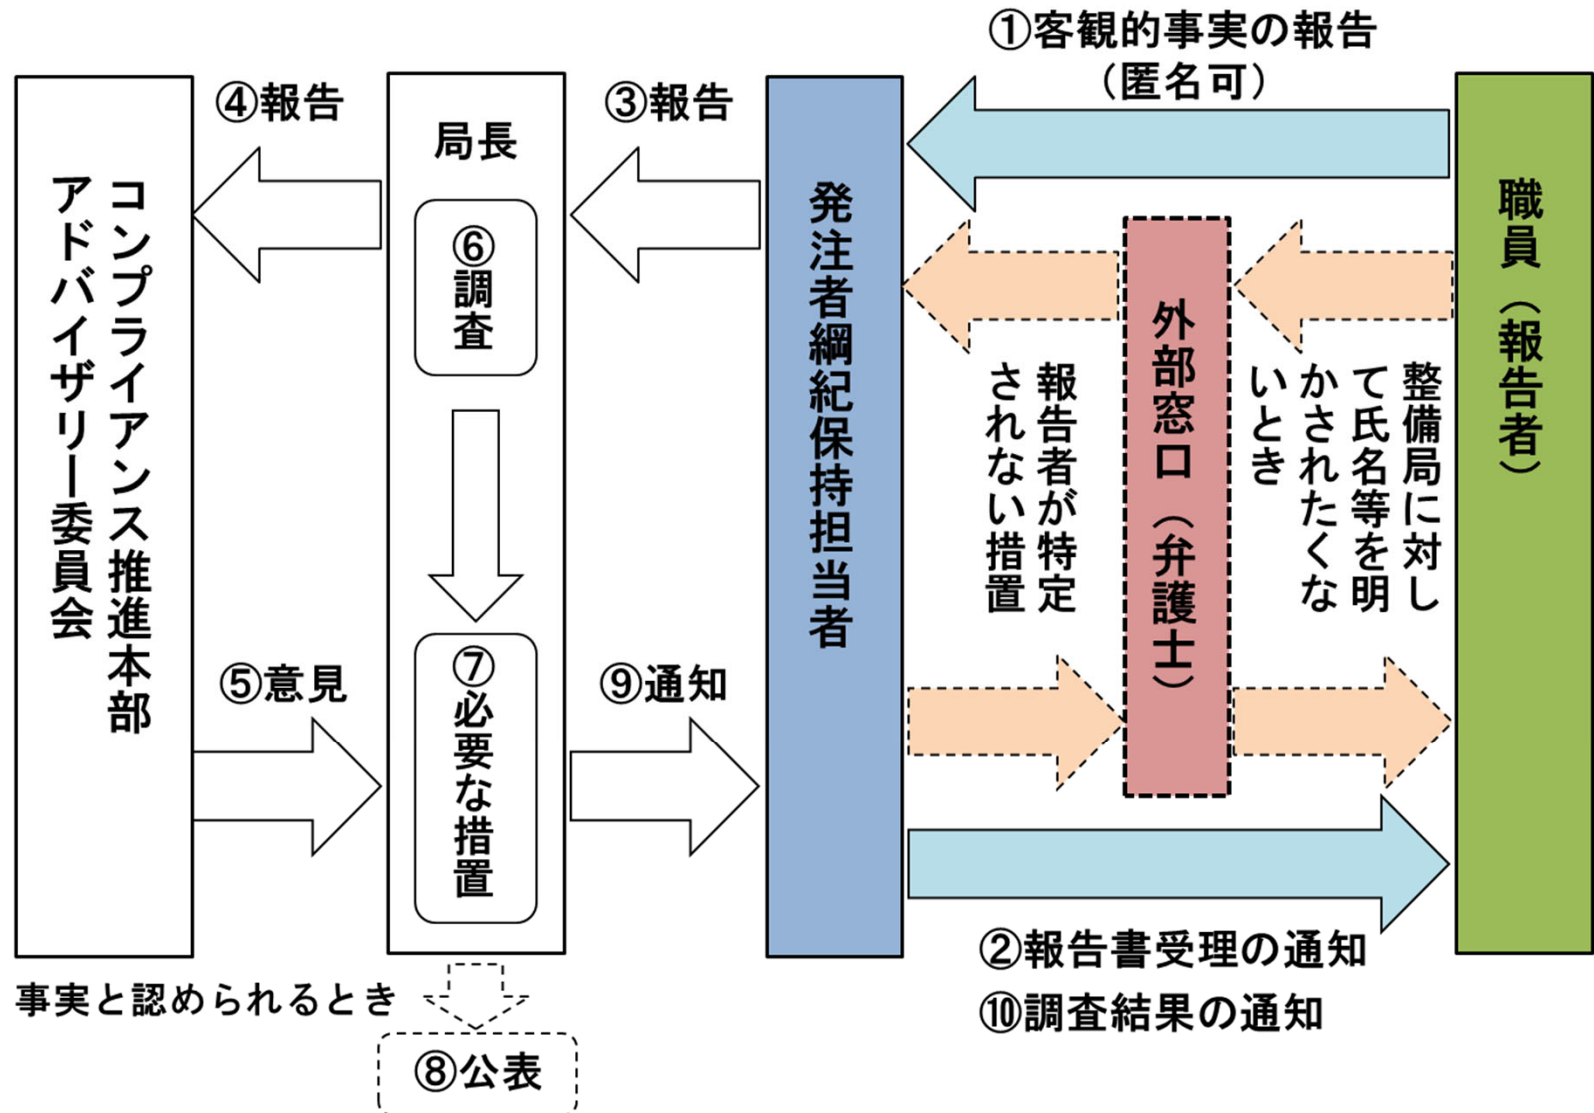 ①客観的事実の報告
（匿名可）
④報告
③報告
局長
コンプライアンス推進本部
アドバイザリー委員会
⑥調査
発注者綱紀保持担当者
外部窓口（弁護士）
職員（報告者）
整備局に対し
て氏名等を明
かされたくな
いとき
報告者が特定
されない措置
⑤意見
⑦必要な措置
⑨通知
②報告書受理の通知
⑩調査結果の通知
事実と認められるとき
⑧公表